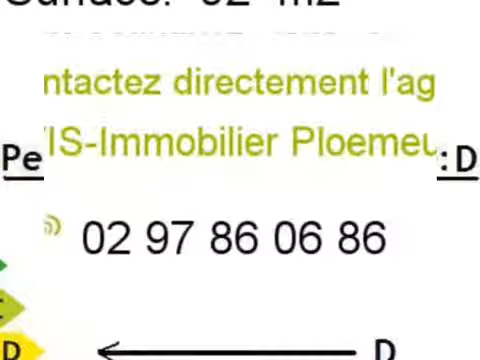 ntactez directement l'ag
IS-Immobilier Ploemeu
Pe :D
02 97 86 06 86
D D